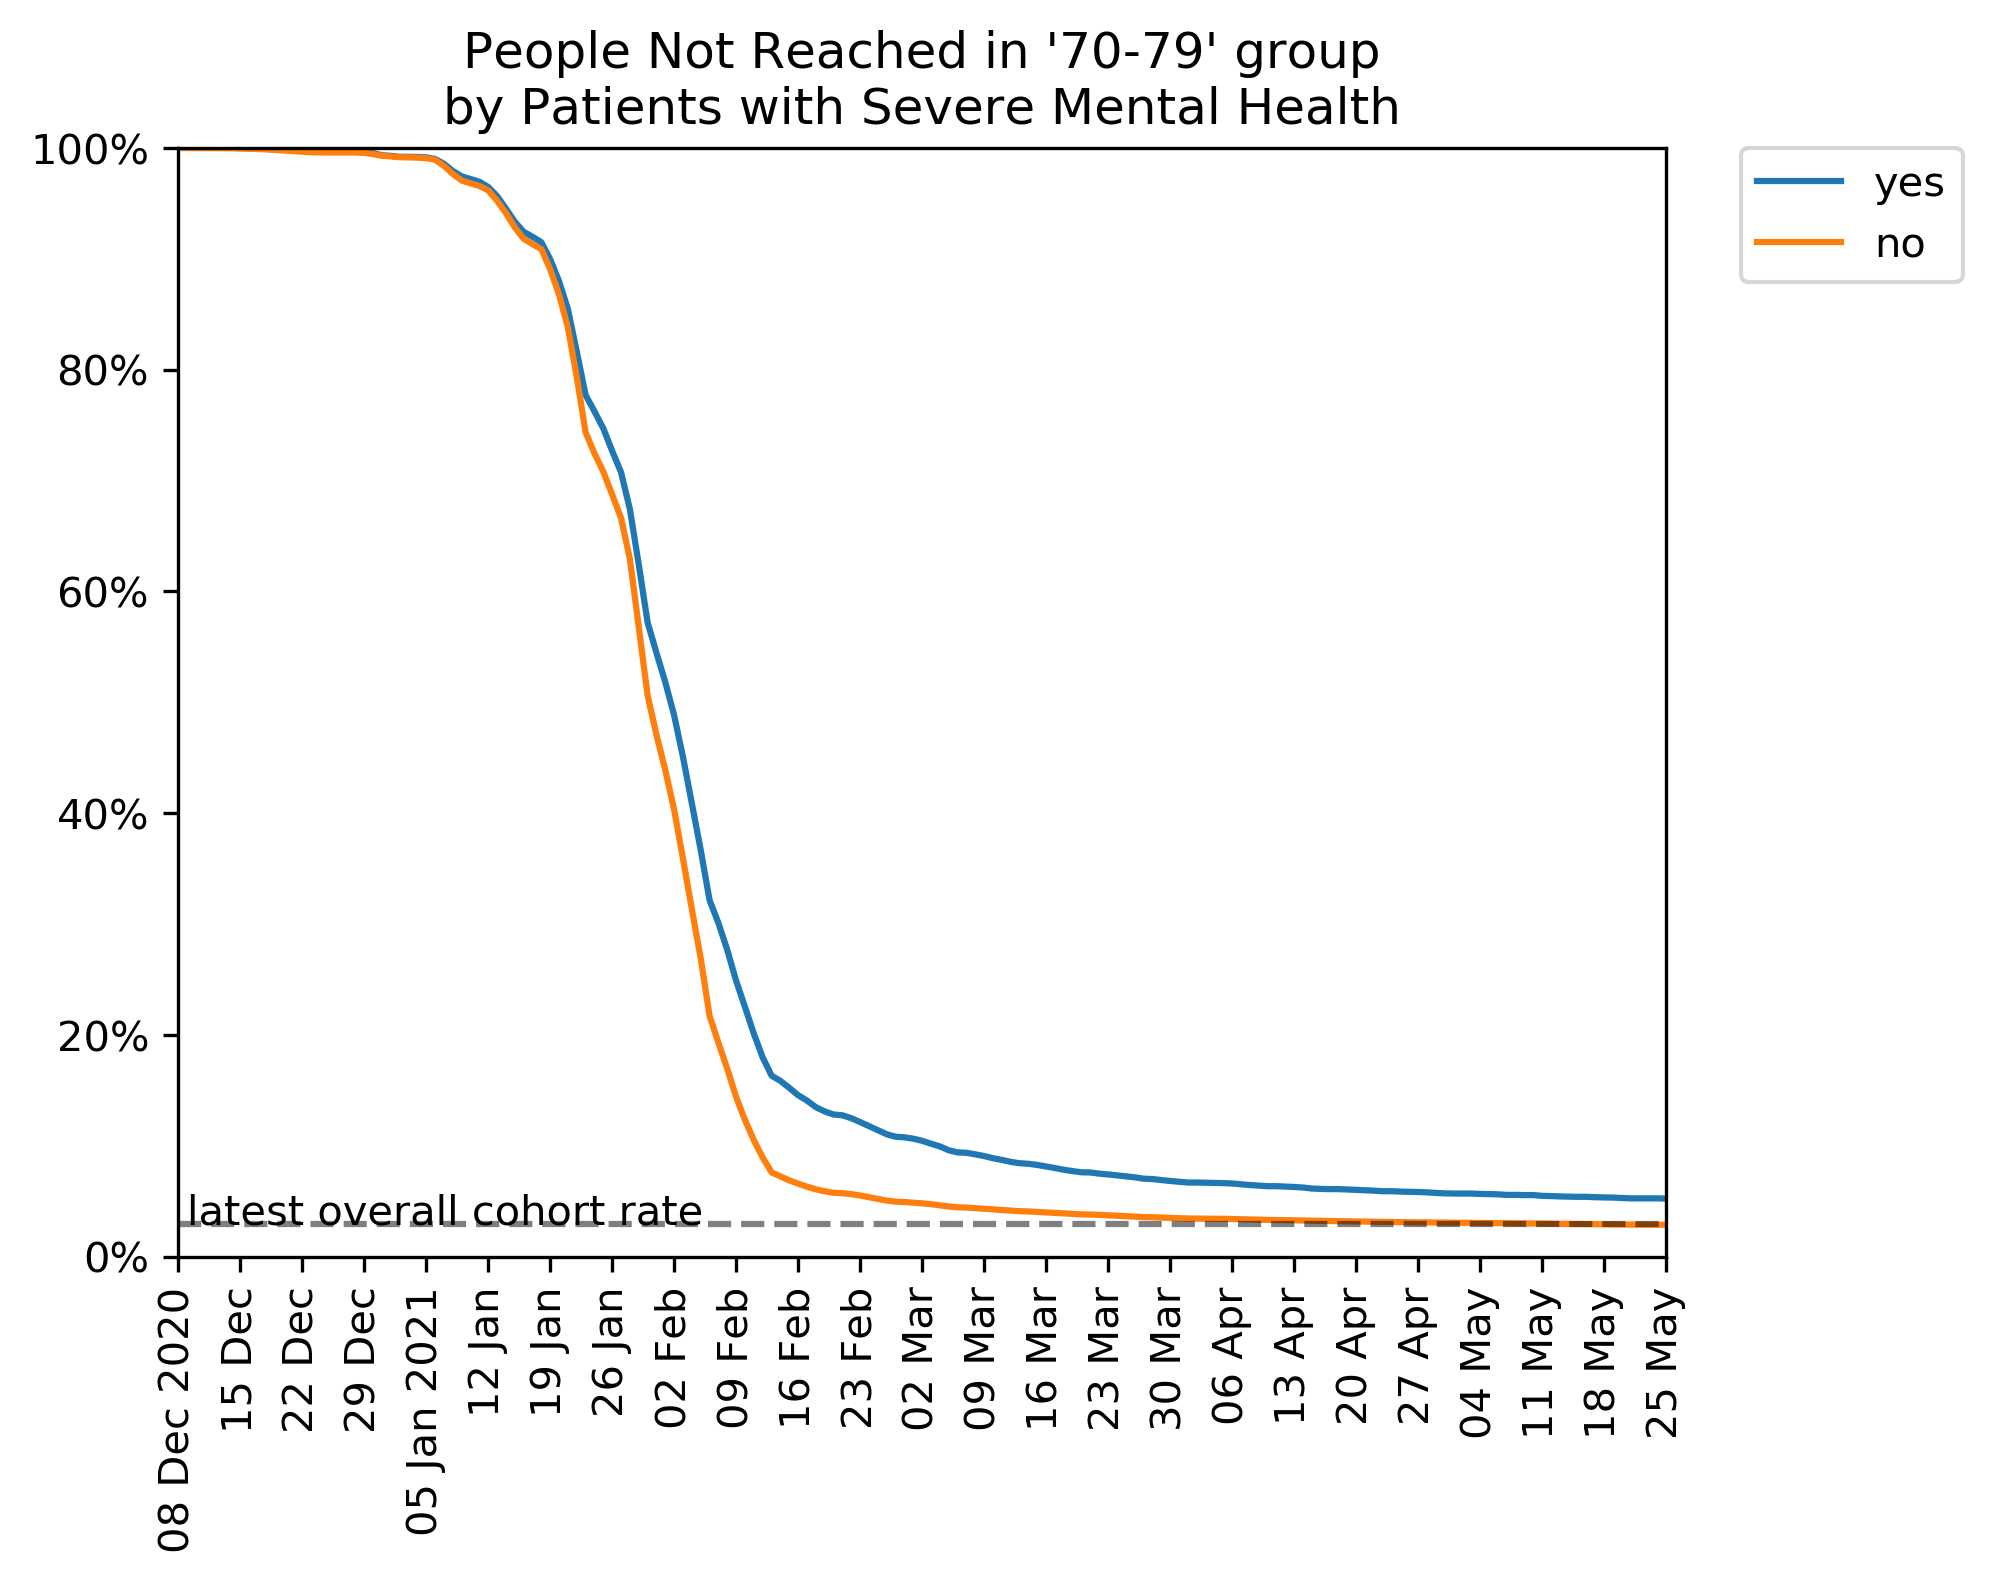 People Not Reached in '70-79' group
by Patients with Severe Mental Health
100%
80%
60%
40%
20%
0%
yes
no
latest overall cohort rate
08 Dec 2020
15 Dec
22 Dec
29 Dec
05 Jan 2021
12 Jan
19 Jan
26 Jan
02 Feb
09 Feb
16 Feb
23 Feb
02 Mar
09 Mar
16 Mar
23 Mar
30 Mar
06 Apr
13 Apr
20 Apr
27 Apr
04 May
11 May
18 May
25 May